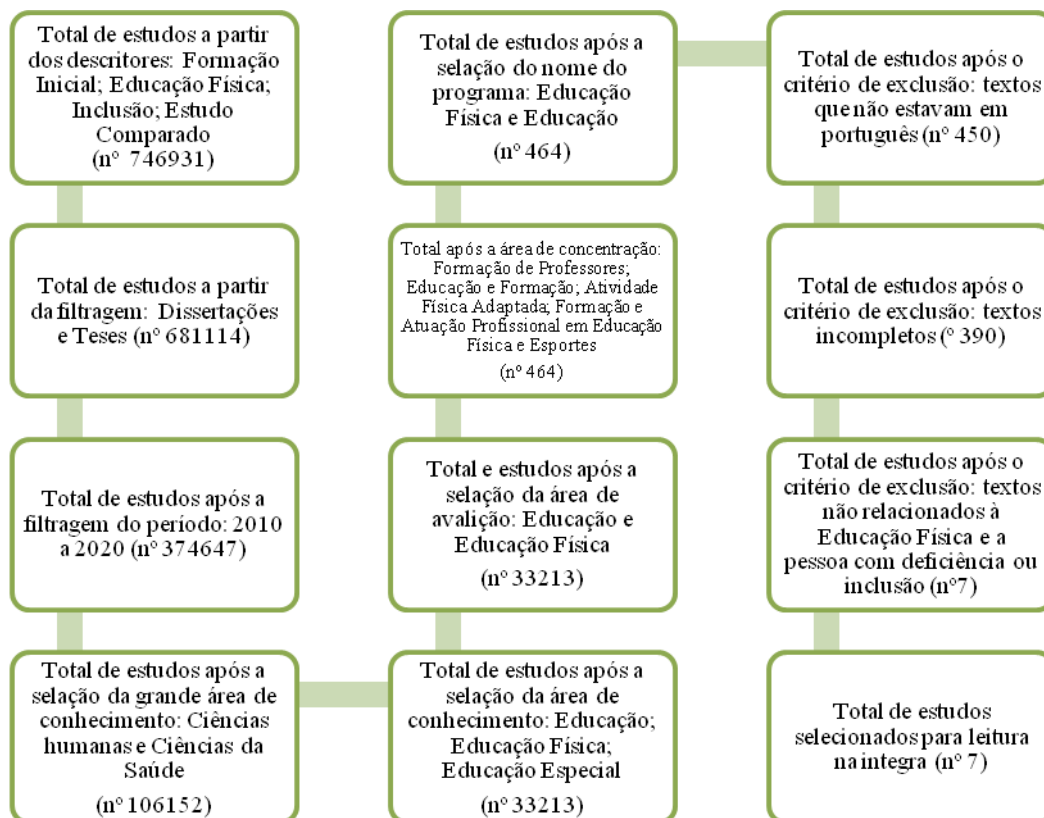 Total de estudos a partir
dos descritores: Formação
Inicial; Educação Física;
Inclusão; Estudo
Comparado
(nº 746931)
Total de estudos a partir
da filtragem: Dissertações
e Teses (nº 681114)
Total de estudos após a
filtragem do período: 2010
a 2020 (nº 374647)
Total de estudos após a
selação da grande área de
conhecimento: Ciências
humanas e Ciências da
Saúde
(nº 106152)
Total de estudos após a
selação da área de
conhecimento: Educação;
Educação Física;
Educação Especial
(nº 33213)
Total e estudos após a
selação da área de
avalição: Educação e
Educação Física
(nº 33213)
Total após a área de concentração:
Formação de Professores;
Educação e Formação; Atividade
Física Adaptada; Formação e
Atuação Profissional em Educação
Física e Esportes
(nº 464)
Total de estudos após a
selação do nome do
programa: Educação
Física e Educação
(nº 464)
Total de estudos após o
critério de exclusão: textos
que não estavam em
português (nº 450)
Total de estudos após o
critério de exclusão: textos
incompletos (º 390)
Total de estudos após o
critério de exclusão: textos
não relacionados à
Educação Física e a
pessoa com deficiência ou
inclusão (nº7)
Total de estudos
selecionados para leitura
na integra (nº 7)